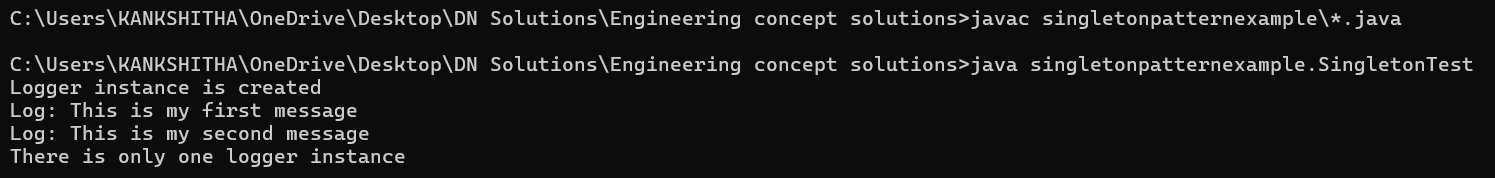 C:\Users\KANKSHITHA\OneDrive\Desktop\DN Solutions\Engineering concept solutions>javac singletonpatternexample\*.java
C:\Users\KANKSHITHA\OneDrive\Desktop\DN Solutions\Engineering concept solutions>java singletonpatternexample.SingletonTest
Logger instance is created
Log: This is my first message
Log: This is my second message
There is only one logger instance